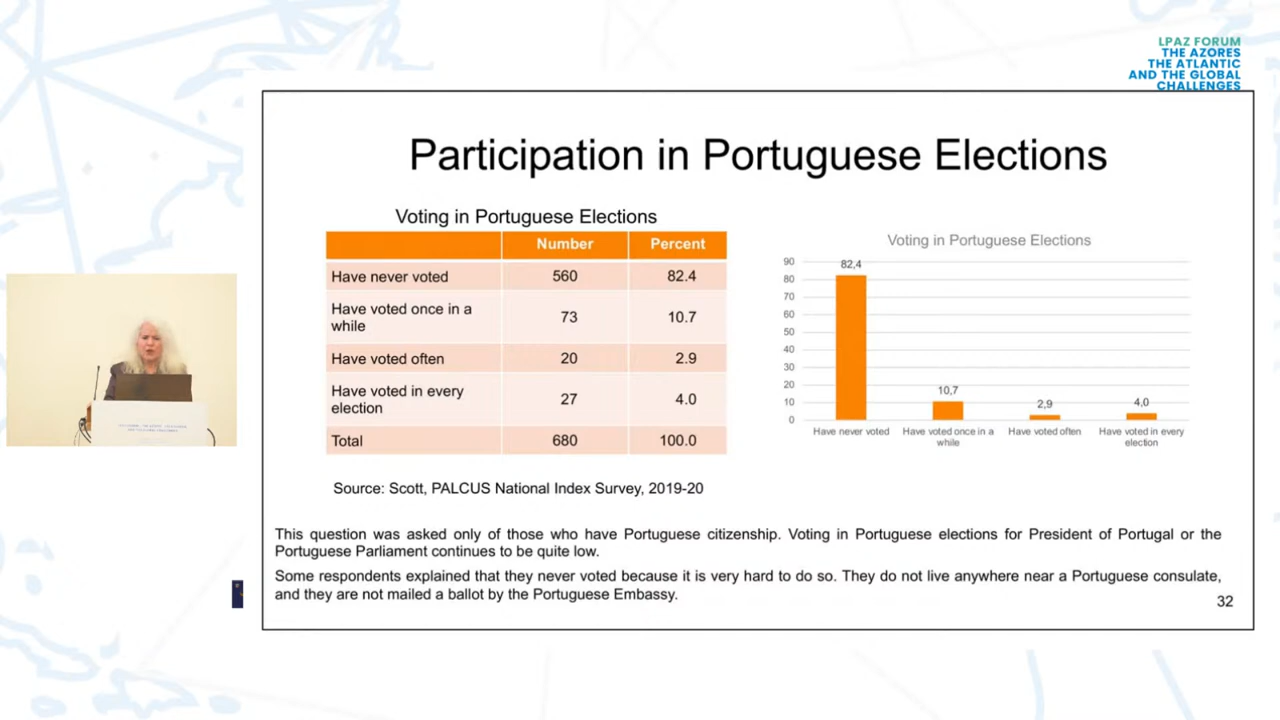 LPAZ FORUM
THE AZORES
THE ATLANTIC
AND THE GLOBAL
CHALLENGES
Participation in Portuguese Elections
Voting in Portuguese Elections
Number Percent
Have never voted 560 82.4
Have voted once in a
while 73 10.7
Have voted often 20 2.9
Have voted in every
election 27 4.0
Total 680 100.0
Source: Scott, PALCUS National Index Survey, 2019-20
Voting in Portuguese Elections
90
80
70
60
50
40
30
20
10
0
82,4
10,7
2,9
4,0
Have never voted
Have voted once in a
while
Have voted often
Have voted in every
election
This question was asked only of those who have Portuguese citizenship. Voting in Portuguese elections for President of Portugal or the
Portuguese Parliament continues to be quite low.
Some respondents explained that they never voted because it is very hard to do so. They do not live anywhere near a Portuguese consulate,
and they are not mailed a ballot by the Portuguese Embassy.
32